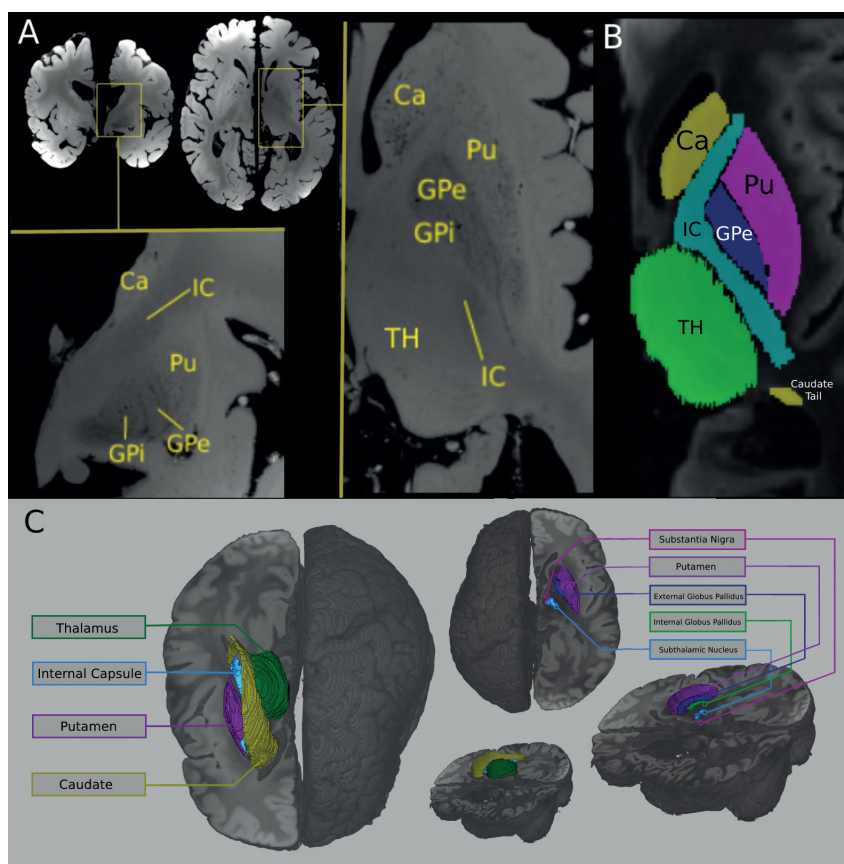 A
Ca
IC
Pu
GPi
GPe
Ca
Pu
GPe
GPi
TH
IC
B
Ca
Pu
IC
GPe
TH
Caudate
Tail
C
Thalamus
Internal Capsule
Putamen
Caudate
Substantia Nigra
Putamen
External Globus Pallidus
Internal Globus Pallidus
Subthalamic Nucleus